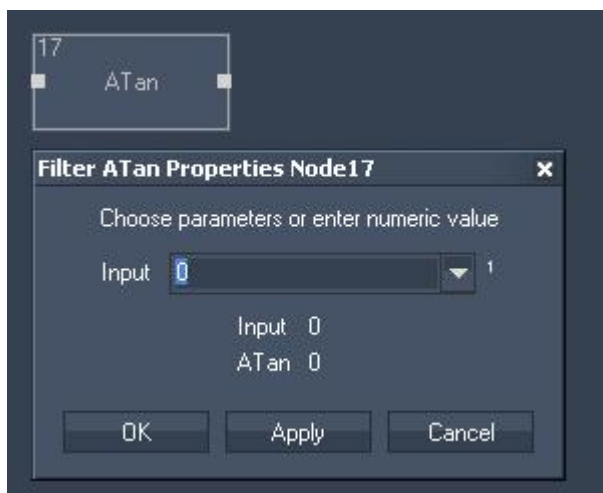 17
ATan
Filter ATan Properties Node17
Choose parameters or enter numeric value
Input 0 1
Input 0
ATan 0
OK Apply Cancel